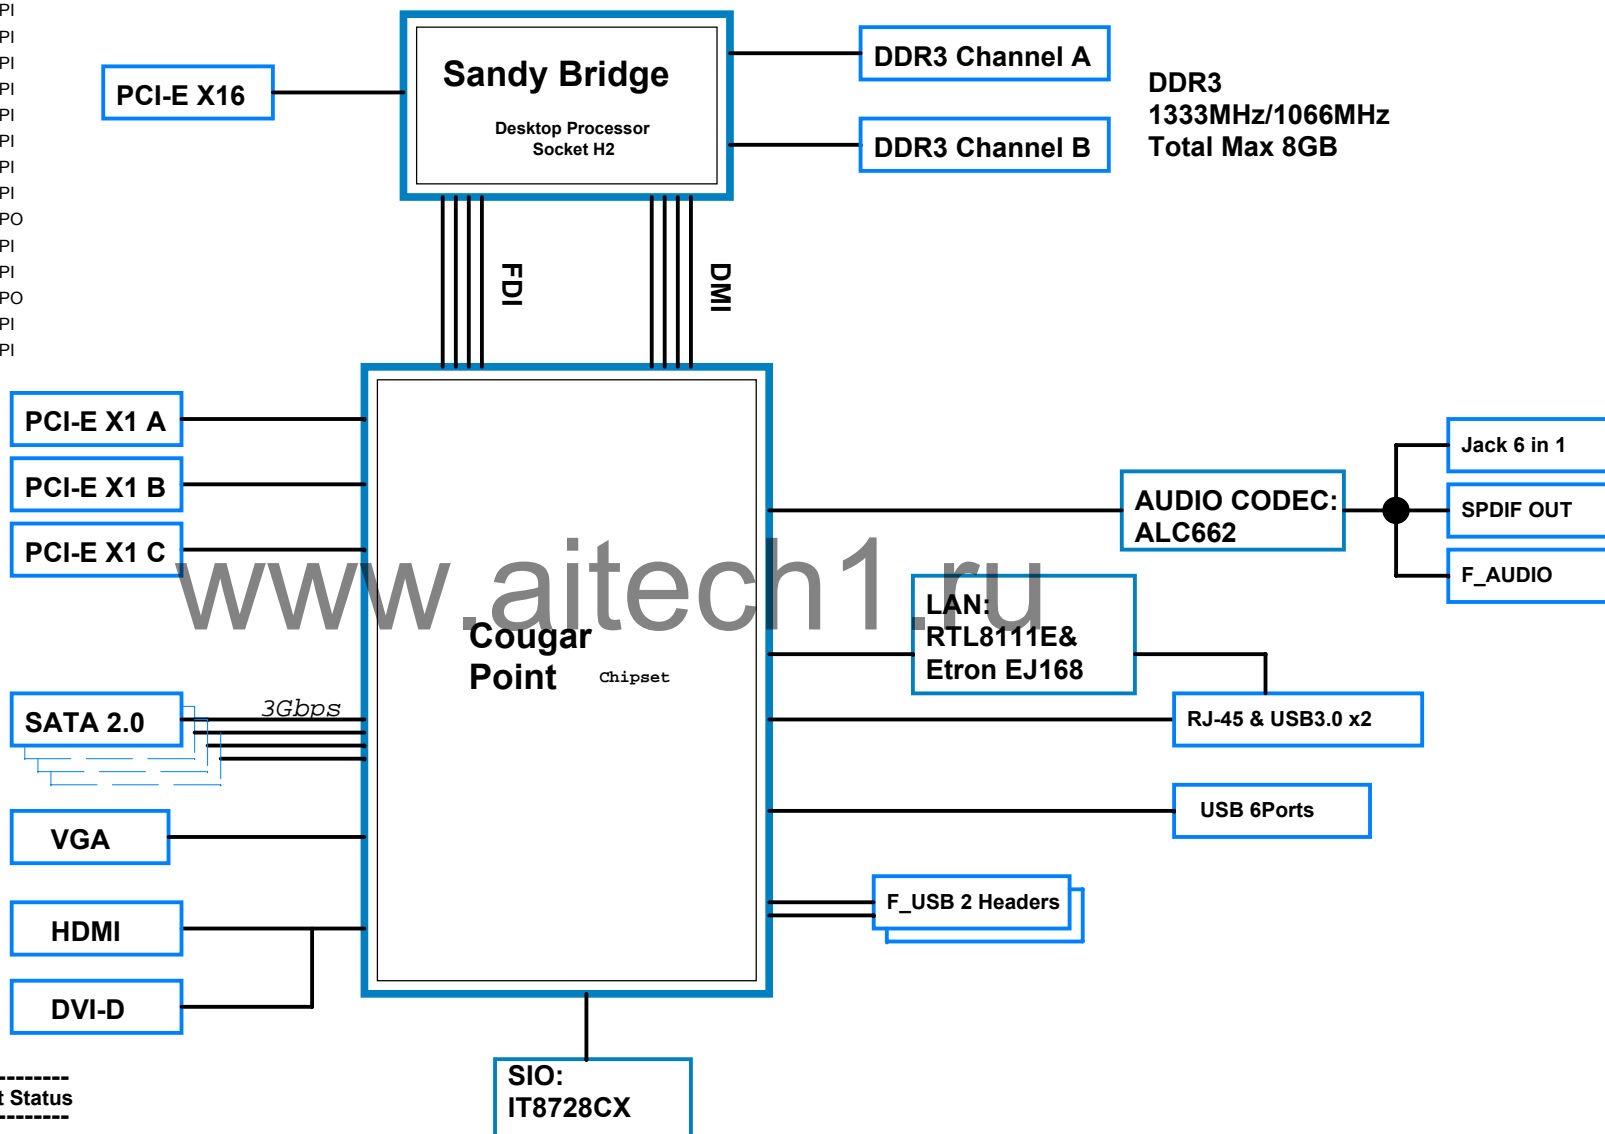 PI
PI
PI
PI
PI
PI
PI
PI
PO
PI
PI
PO
PI
PI
PCI-E X16
Sandy Bridge
Desktop Processor
Socket H2
DDR3 Channel A
DDR3 Channel B
DDR3
1333MHz/1066MHz
Total Max 8GB
FDI
DMI
PCI-E X1 A
PCI-E X1 B
PCI-E X1 C
SATA 2.0
3Gbps
VGA
HDMI
DVI-D
Cougar
Point
Chipset
www.aitech1.ru
AUDIO CODEC:
ALC662
Jack 6 in 1
SPDIF OUT
F_AUDIO
LAN:
RTL8111E&
Etron EJ168
RJ-45 & USB3.0 x2
USB 6Ports
F_USB 2 Headers
SIO:
IT8728CX
---------
t Status
---------